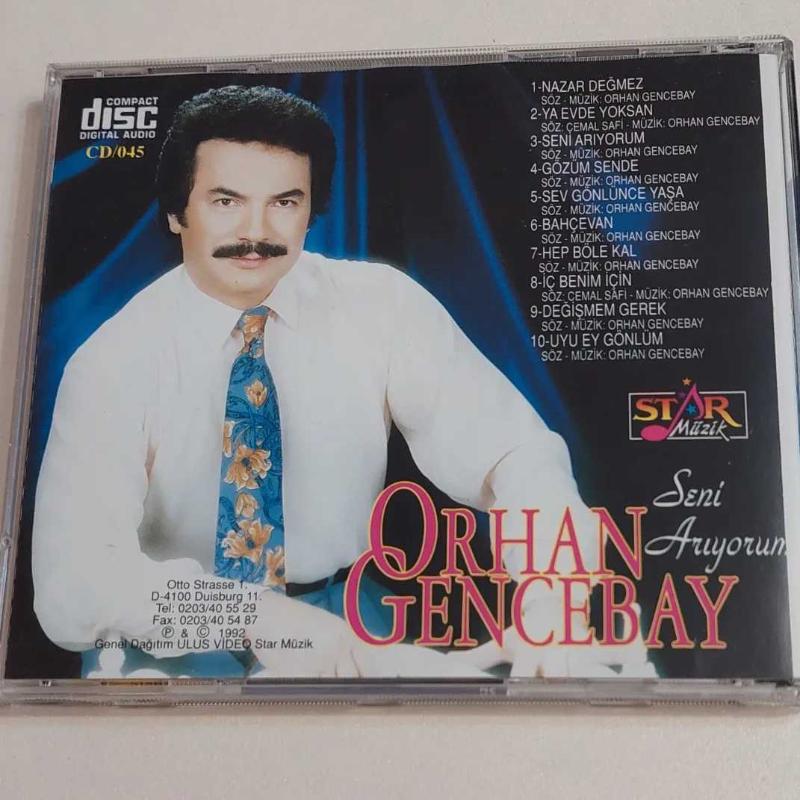 COMPACT
disc
DIGITAL AUDIO
CD/045
1-NAZAR DEĞMEZ
SÖZ - MÜZİK: ORHAN GENCEBAY
2-YA EVDE YOKSAN
SÖZ: CEMAL SAFİ - MÜZİK: ORHAN GENCEBAY
3-SENİ ARIYORUM
SÖZ - MÜZİK: ORHAN GENCEBAY
4-GÖZÜM SENDE
SÖZ - MÜZİK: ORHAN GENCEBAY
5-SEV GÖNLÜNCE YAŞA
SÖZ - MÜZİK: ORHAN GENCEBAY
6-BAHÇEVAN
SÖZ - MÜZİK: ORHAN GENCEBAY
7-HEP BÖLE KAL
SÖZ - MÜZİK: ORHAN GENCEBAY
8-İÇ BENİM İÇİN
SÖZ: CEMAL SAFİ - MÜZİK: ORHAN GENCEBAY
9-DEĞİŞMEM GEREK
SÖZ - MÜZİK: ORHAN GENCEBAY
10-UYU EY GÖNLÜM
SÖZ - MÜZİK: ORHAN GENCEBAY
STAR
Müzik
Seni
Arıyorum
ORHAN
GENCEBAY
Otto Strasse 1.
D-4100 Duisburg 11.
Tel: 0203/40 55 29
Fax: 0203/40 54 87
℗ & © 1992
Genel Dağıtım ULUS VİDEO Star Müzik